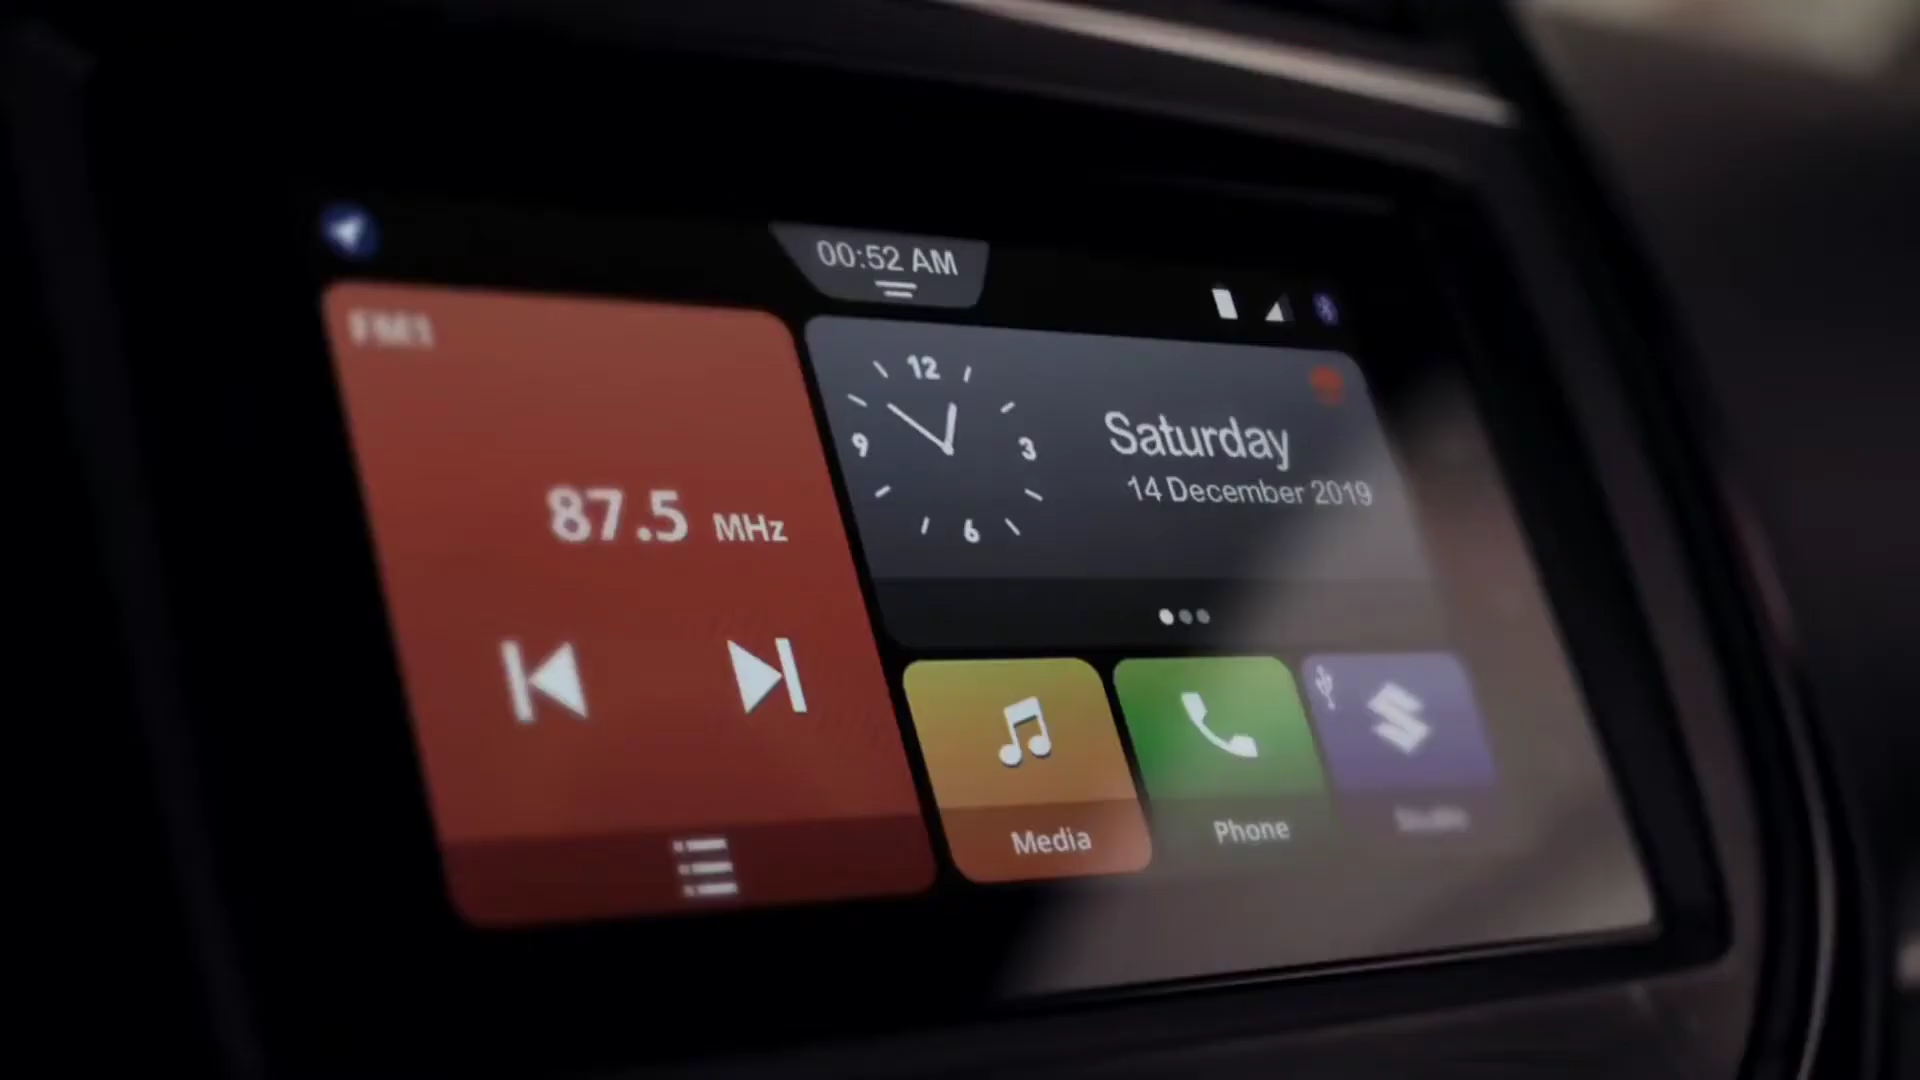 00:52 AM
FM1
87.5 MHz
12
9
3
6
Saturday
14 December 2019
Media
Phone